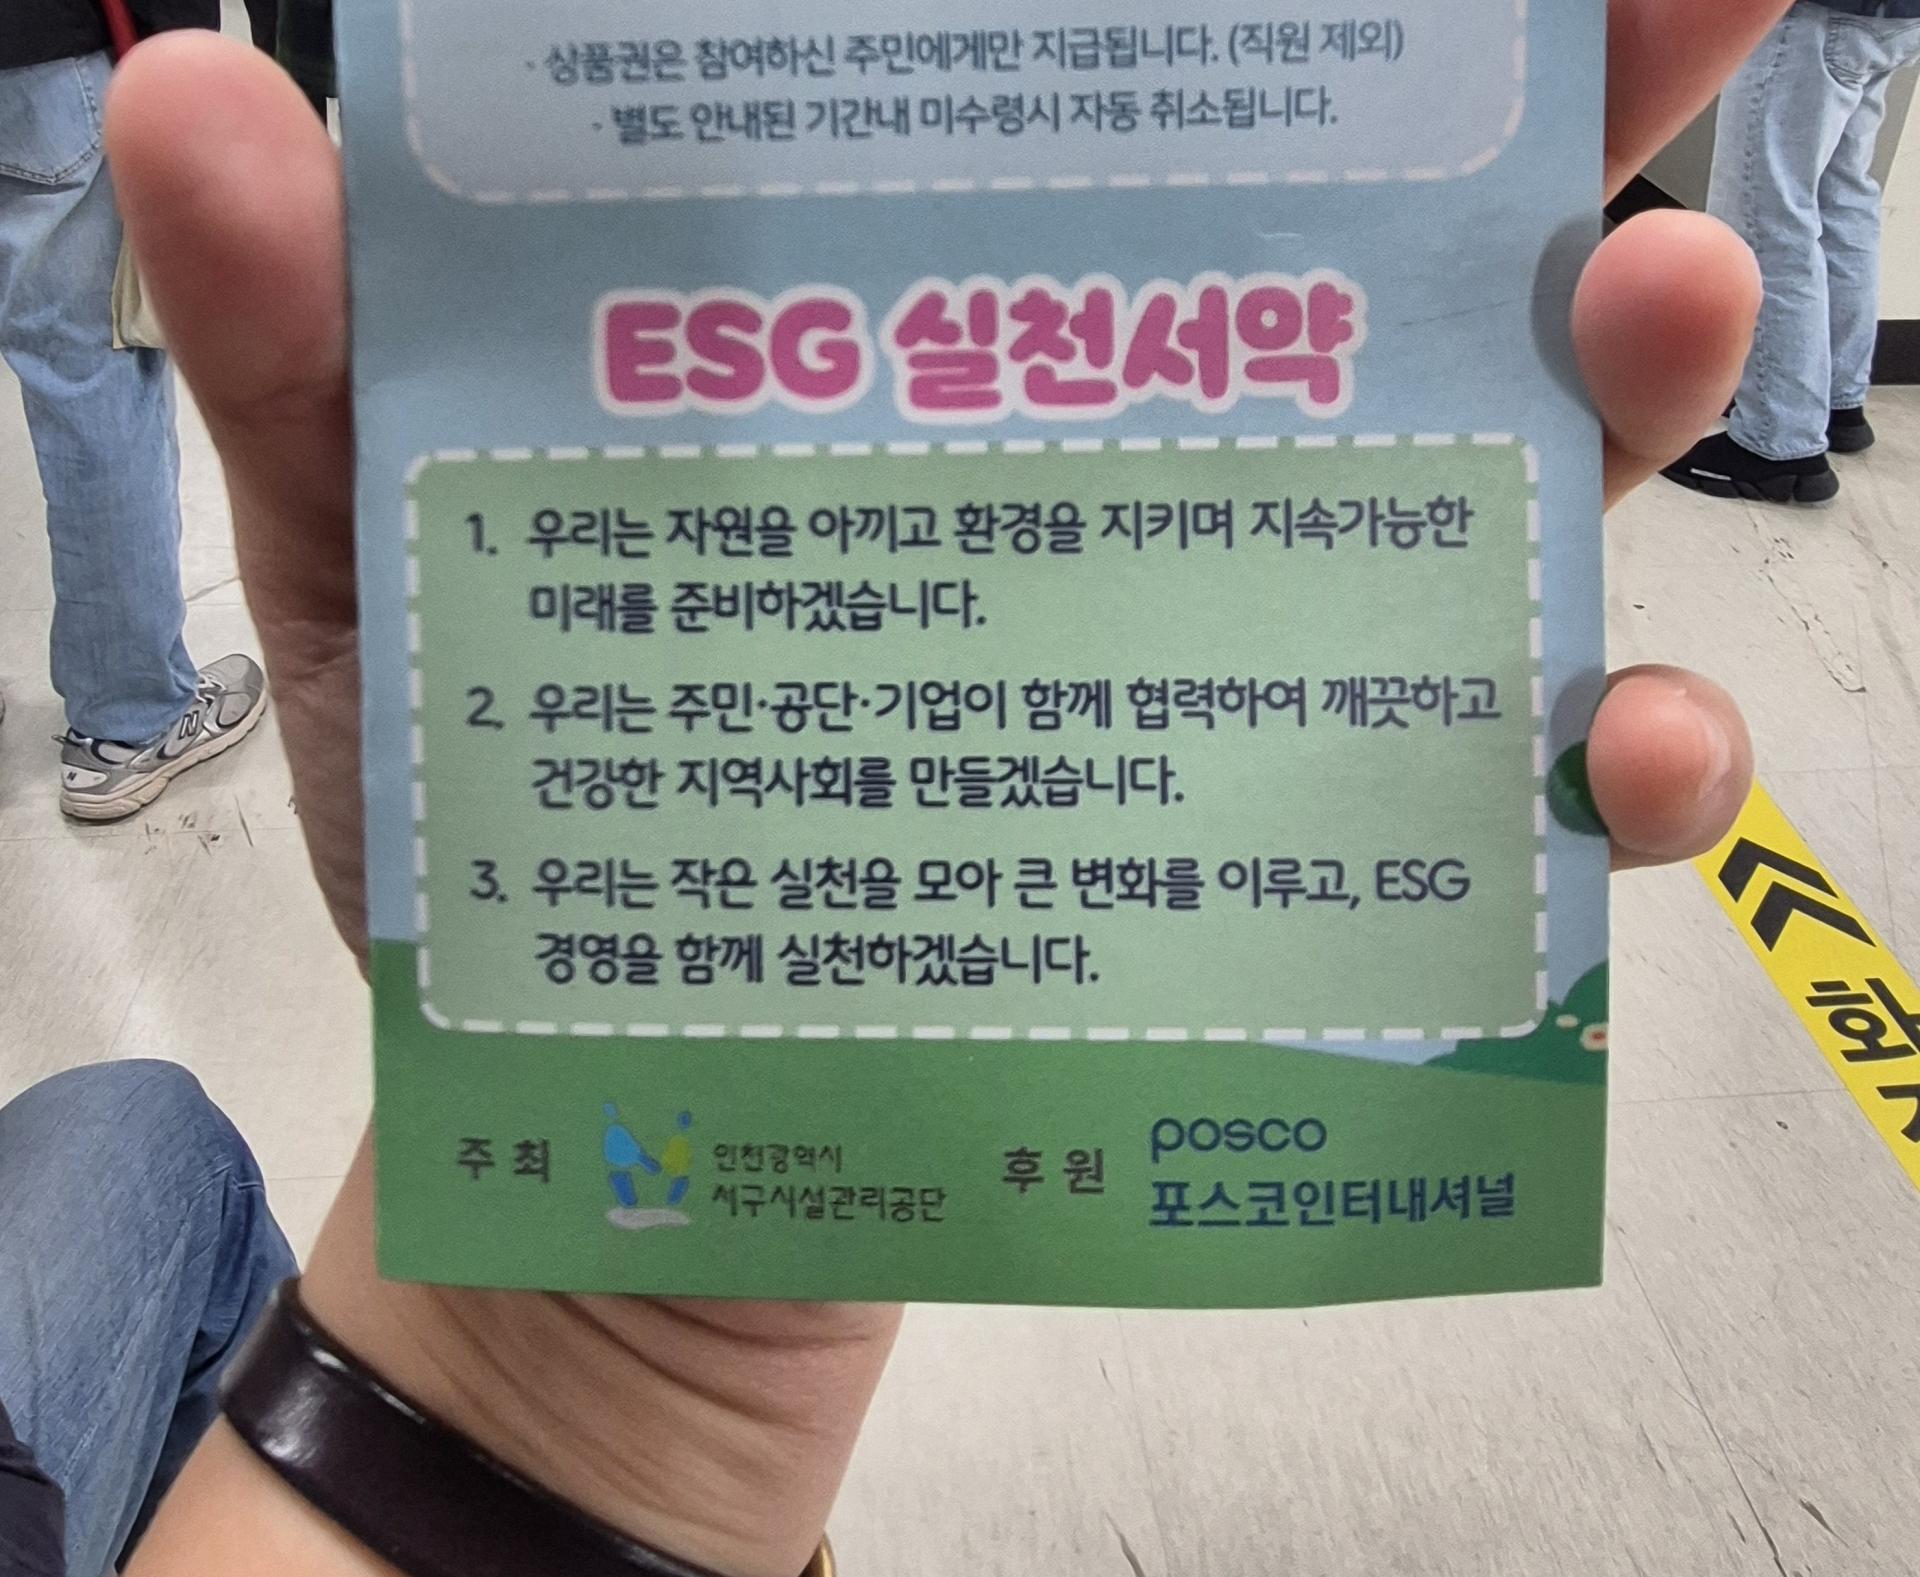 · 상품권은 참여하신 주민에게만 지급됩니다. (직원 제외)
· 별도 안내된 기간내 미수령시 자동 취소됩니다.
ESG 실천서약
1. 우리는 자원을 아끼고 환경을 지키며 지속가능한
미래를 준비하겠습니다.
2. 우리는 주민·공단·기업이 함께 협력하여 깨끗하고
건강한 지역사회를 만들겠습니다.
3. 우리는 작은 실천을 모아 큰 변화를 이루고, ESG
경영을 함께 실천하겠습니다.
주최
인천광역시
서구시설관리공단
후원
posco
포스코인터내셔널
N